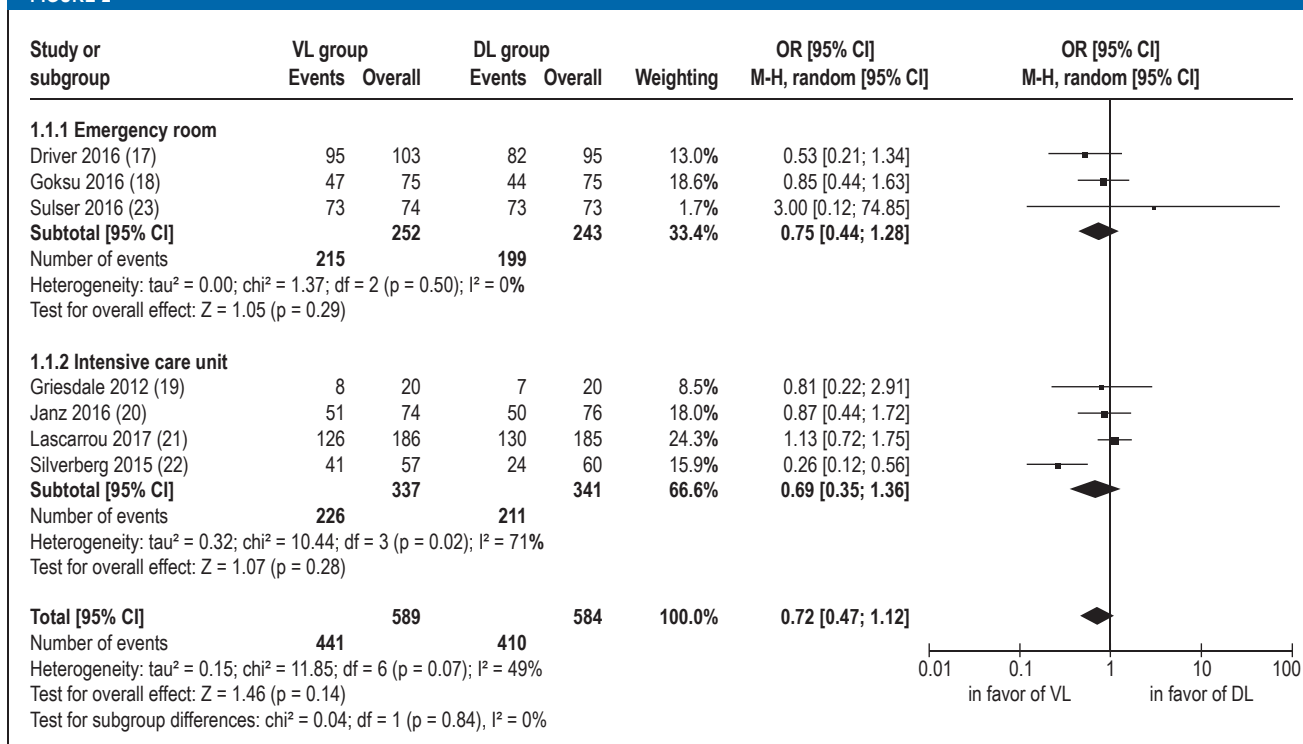 Study or subgroup VL group DL group Weighting OR [95% CI] OR [95% CI]
Events Overall Events Overall M-H, random [95% CI] M-H, random [95% CI]
1.1.1 Emergency room
Driver 2016 (17) 95 103 82 95 13.0% 0.53 [0.21; 1.34]
Goksu 2016 (18) 47 75 44 75 18.6% 0.85 [0.44; 1.63]
Sulser 2016 (23) 73 74 73 73 1.7% 3.00 [0.12; 74.85]
Subtotal [95% CI] 252 243 33.4% 0.75 [0.44; 1.28]
Number of events 215 199
Heterogeneity: tau² = 0.00; chi² = 1.37; df = 2 (p = 0.50); I² = 0%
Test for overall effect: Z = 1.05 (p = 0.29)
1.1.2 Intensive care unit
Griesdale 2012 (19) 8 20 7 20 8.5% 0.81 [0.22; 2.91]
Janz 2016 (20) 51 74 50 76 18.0% 0.87 [0.44; 1.72]
Lascarrou 2017 (21) 126 186 130 185 24.3% 1.13 [0.72; 1.75]
Silverberg 2015 (22) 41 57 24 60 15.9% 0.26 [0.12; 0.56]
Subtotal [95% CI] 337 341 66.6% 0.69 [0.35; 1.36]
Number of events 226 211
Heterogeneity: tau² = 0.32; chi² = 10.44; df = 3 (p = 0.02); I² = 71%
Test for overall effect: Z = 1.07 (p = 0.28)
Total [95% CI] 589 584 100.0% 0.72 [0.47; 1.12]
Number of events 441 410
Heterogeneity: tau² = 0.15; chi² = 11.85; df = 6 (p = 0.07); I² = 49%
Test for overall effect: Z = 1.46 (p = 0.14)
Test for subgroup differences: chi² = 0.04; df = 1 (p = 0.84), I² = 0%
0.01 0.1 1 10 100
in favor of VL in favor of DL